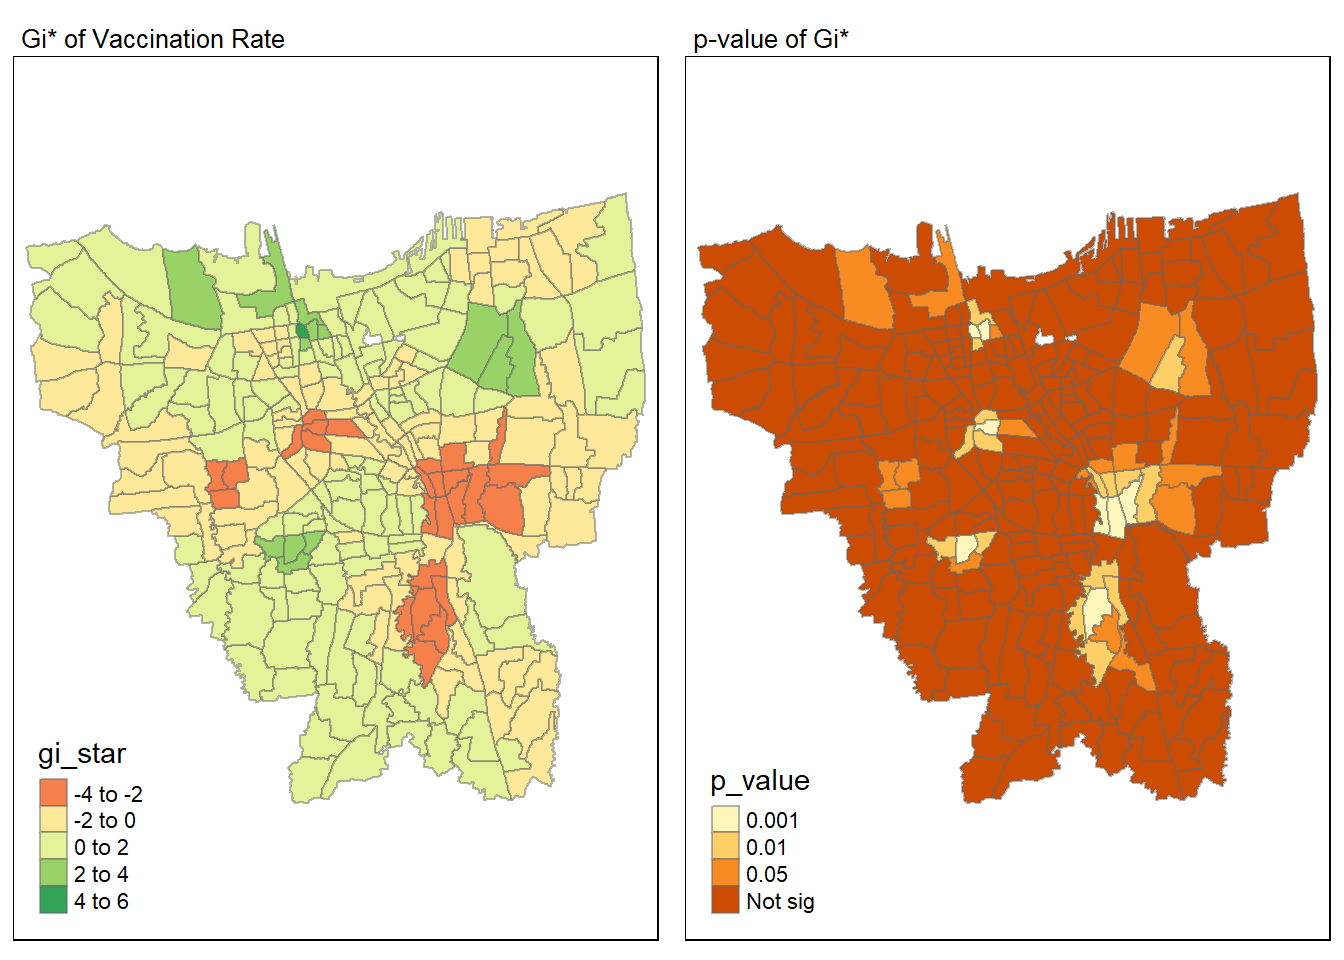 Gi* of Vaccination Rate
p-value of Gi*
gi_star
-4 to -2
-2 to 0
0 to 2
2 to 4
4 to 6
p_value
0.001
0.01
0.05
Not sig